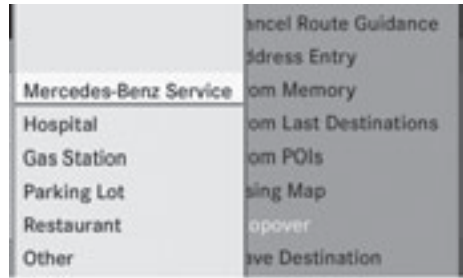 Mercedes-Benz Service
Hospital
Gas Station
Parking Lot
Restaurant
Other
ancel Route Guidance
ddress Entry
om Memory
om Last Destinations
om POIs
sing Map
opover
ave Destination